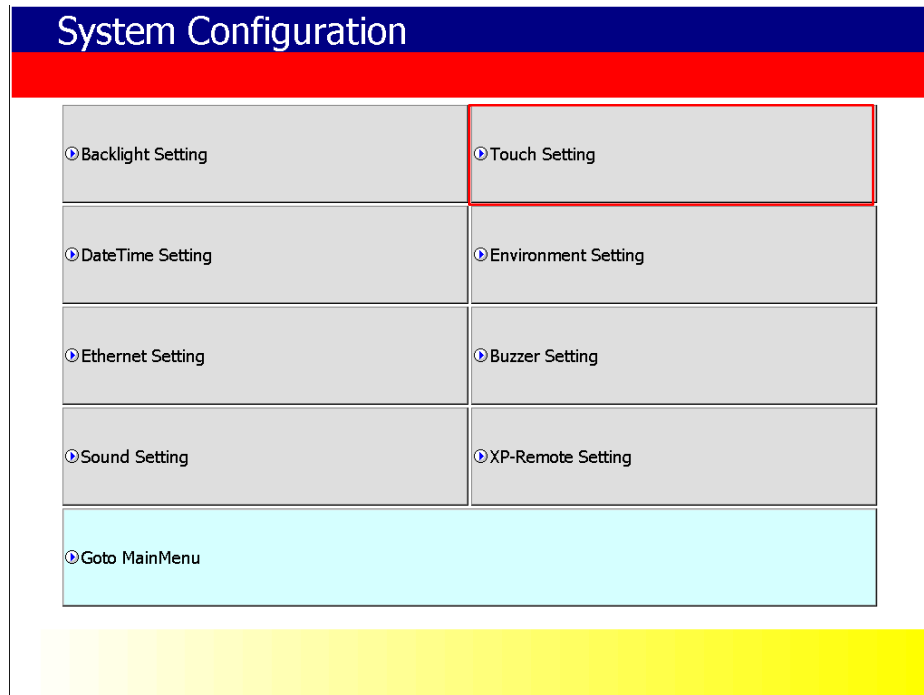 System Configuration
Backlight Setting
Touch Setting
DateTime Setting
Environment Setting
Ethernet Setting
Buzzer Setting
Sound Setting
XP-Remote Setting
Goto MainMenu